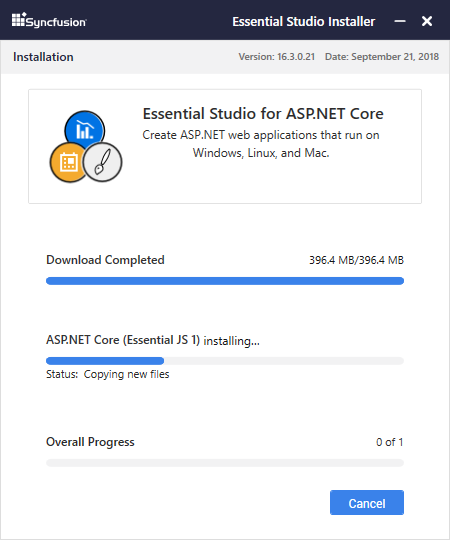 Syncfusion®
Essential Studio Installer
Installation
Version: 16.3.0.21 Date: September 21, 2018
Essential Studio for ASP.NET Core
Create ASP.NET web applications that run on
Windows, Linux, and Mac.
Download Completed 396.4 MB/396.4 MB
ASP.NET Core (Essential JS 1) installing...
Status: Copying new files
Overall Progress 0 of 1
Cancel